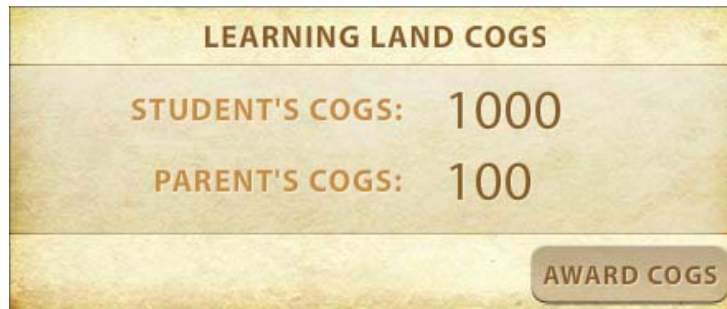 LEARNING LAND COGS
STUDENT'S COGS: 1000
PARENT'S COGS: 100
AWARD COGS